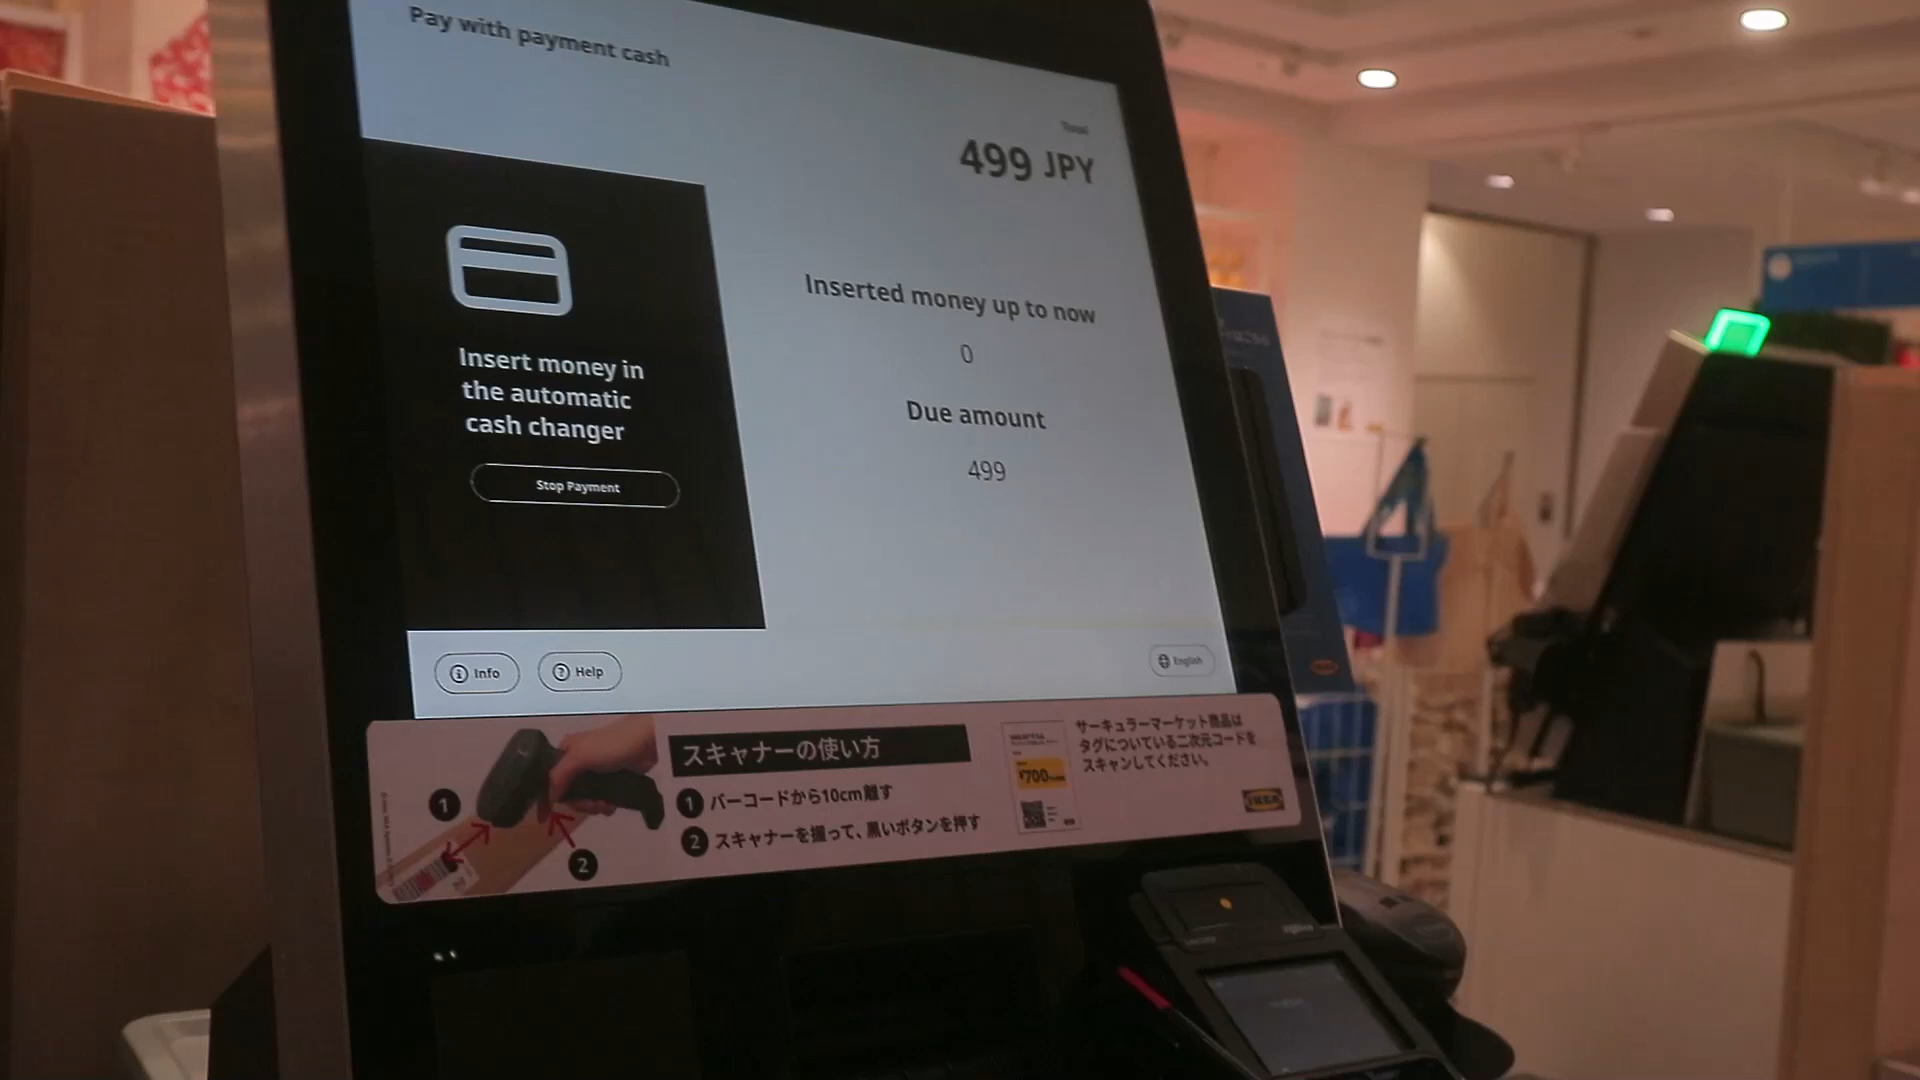 Pay with payment cash
Total
499 JPY
Insert money in
the automatic
cash changer
Stop Payment
Inserted money up to now
0
Due amount
499
Info
Help
English
スキャナーの使い方
1 バーコードから10cm離す
2 スキャナーを握って、黒いボタンを押す
1
2
¥700
サーキュラーマーケット商品は
タグについている二次元コードを
スキャンしてください。
IKEA